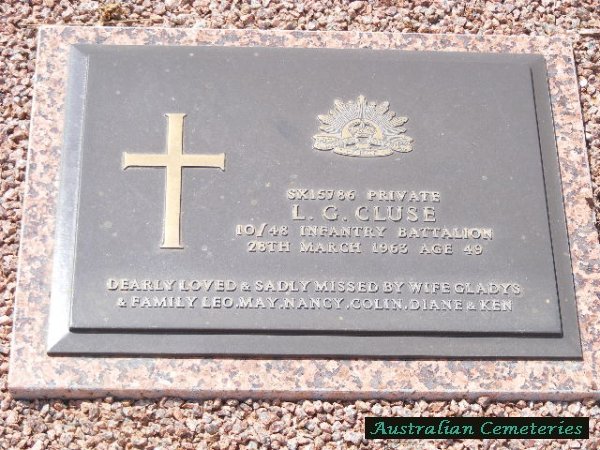 SX15786 PRIVATE
L. G. CLUSE
10/48 INFANTRY BATTALION
28TH MARCH 1963 AGE 49
DEARLY LOVED & SADLY MISSED BY WIFE GLADYS
& FAMILY LEO, MAY, NANCY, COLIN, DIANE & KEN
Australian Cemeteries